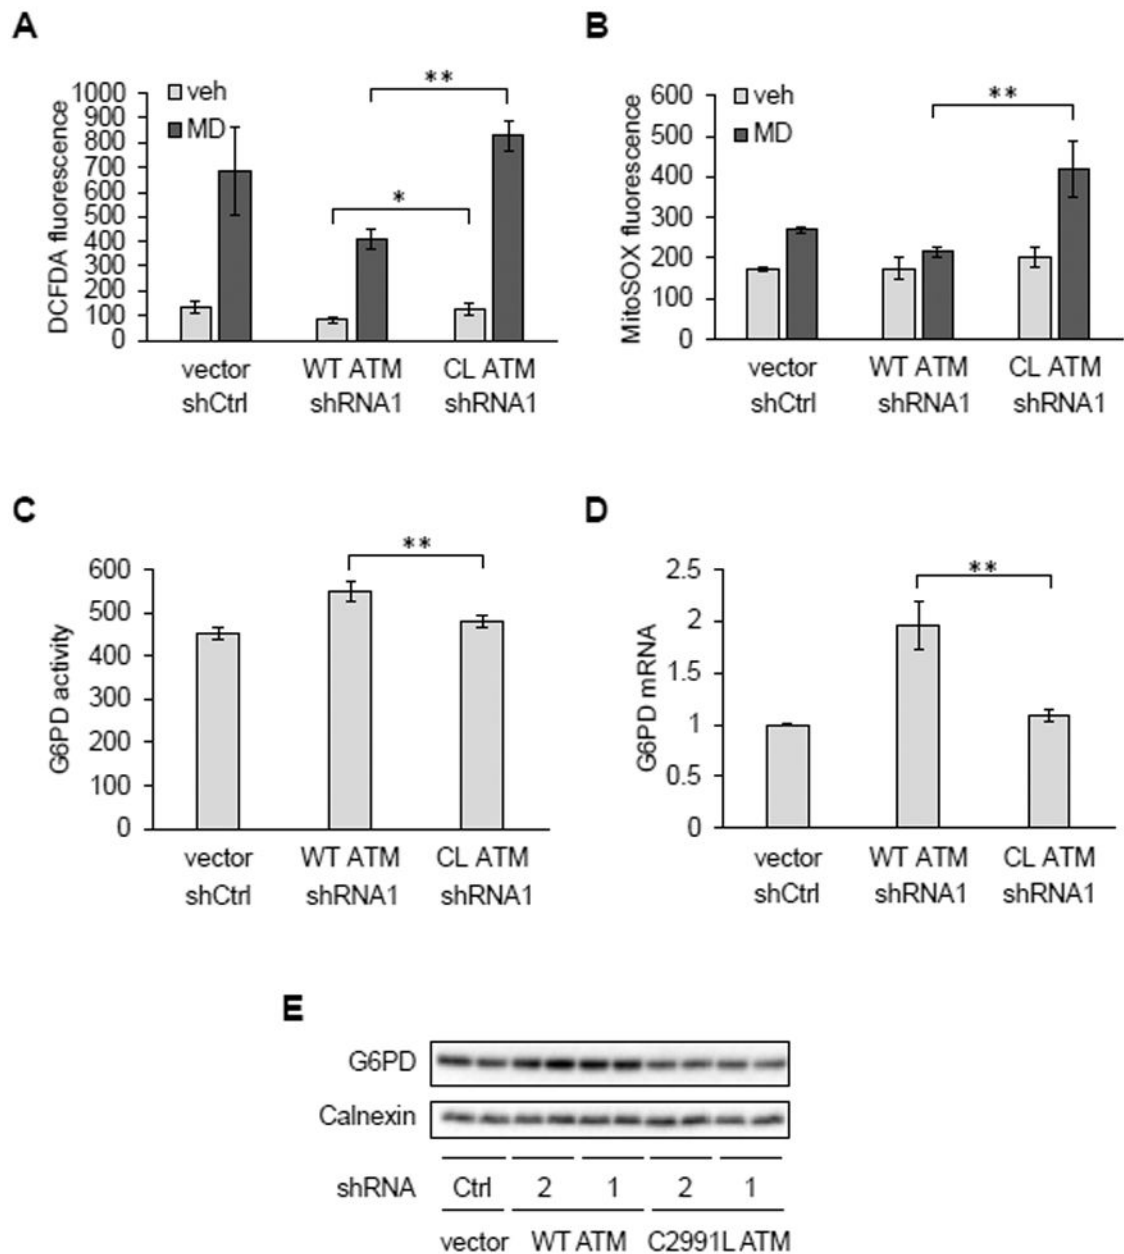 A
DCFDA fluorescence
1000
900
800
700
600
500
400
300
200
100
0
veh
MD
**
*
vector
shCtrl
WT ATM
shRNA1
CL ATM
shRNA1
B
MitoSOX fluorescence
600
500
400
300
200
100
0
veh
MD
**
vector
shCtrl
WT ATM
shRNA1
CL ATM
shRNA1
C
G6PD activity
600
500
400
300
200
100
0
**
vector
shCtrl
WT ATM
shRNA1
CL ATM
shRNA1
D
G6PD mRNA
2.5
2
1.5
1
0.5
0
**
vector
shCtrl
WT ATM
shRNA1
CL ATM
shRNA1
E
G6PD
Calnexin
shRNA Ctrl 2 1 2 1
vector WT ATM C2991L ATM